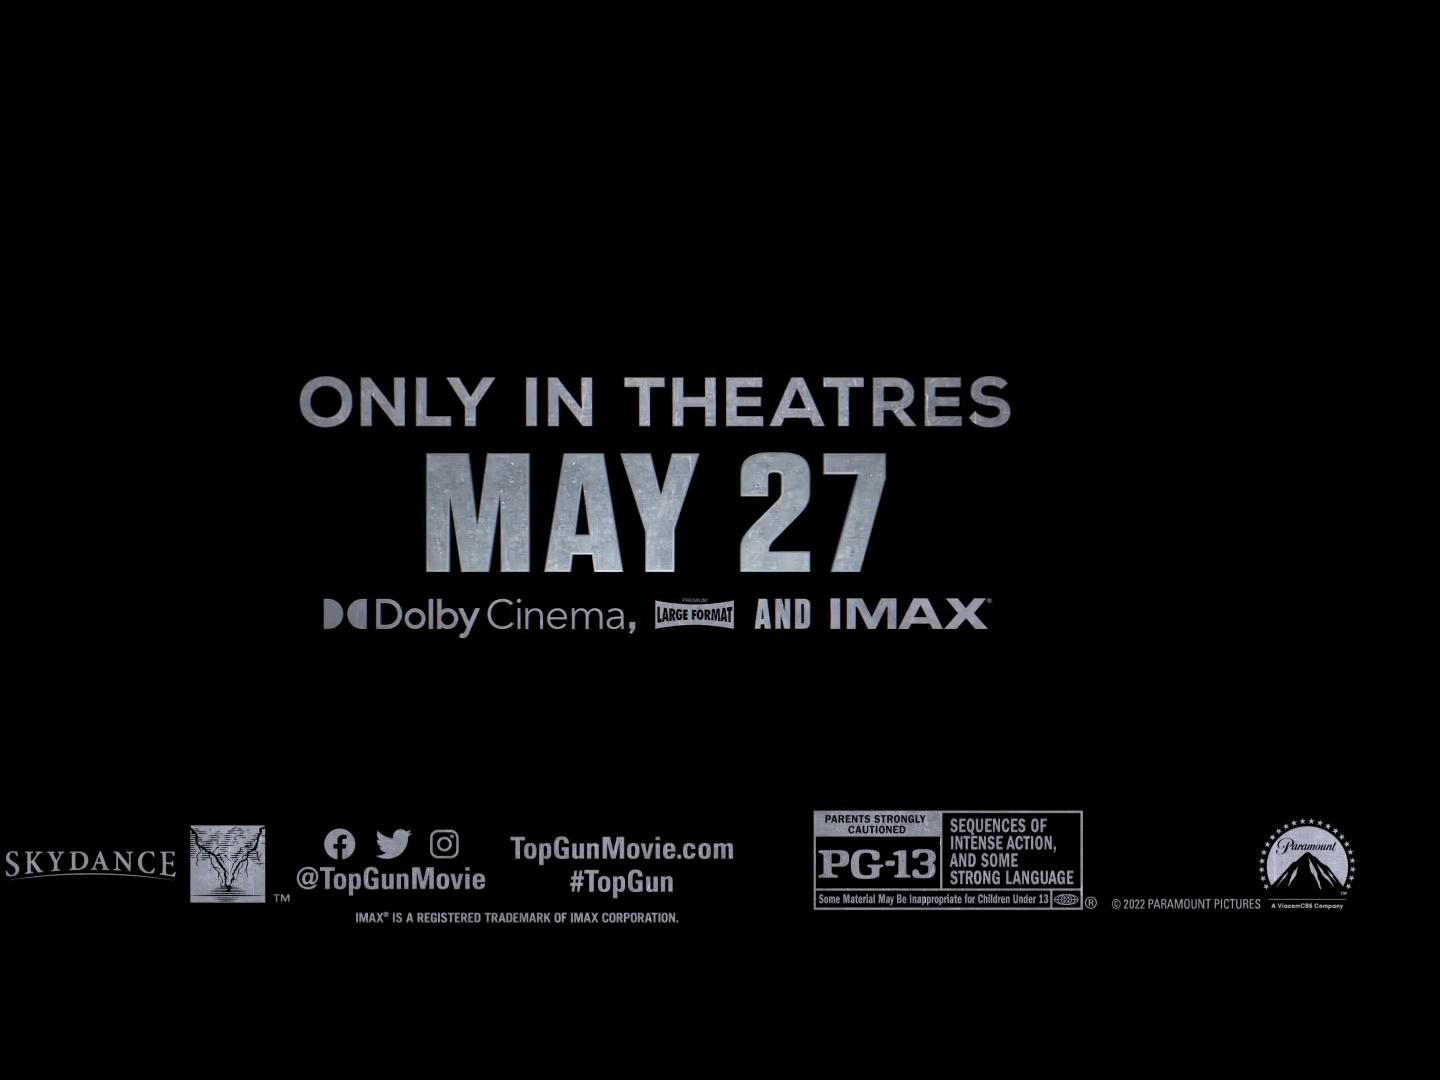 ONLY IN THEATRES
MAY 27
Dolby Cinema, PREMIUM LARGE FORMAT AND IMAX®
SKYDANCE
TM
@TopGunMovie
TopGunMovie.com
#TopGun
IMAX® IS A REGISTERED TRADEMARK OF IMAX CORPORATION.
PARENTS STRONGLY
CAUTIONED
PG-13
SEQUENCES OF
INTENSE ACTION,
AND SOME
STRONG LANGUAGE
Some Material May Be Inappropriate for Children Under 13
®
© 2022 PARAMOUNT PICTURES
Paramount
TM
A ViacomCBS Company